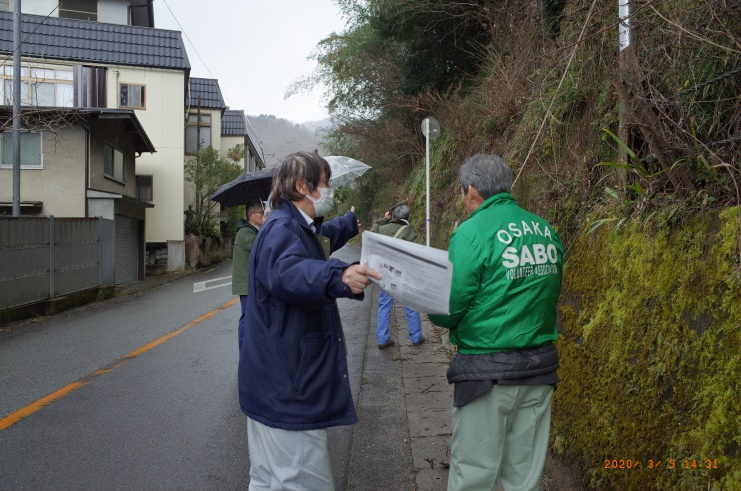 OSAKA
SABO
VOLUNTEER ASSOCIATION
2020/ 3/ 5 14:31